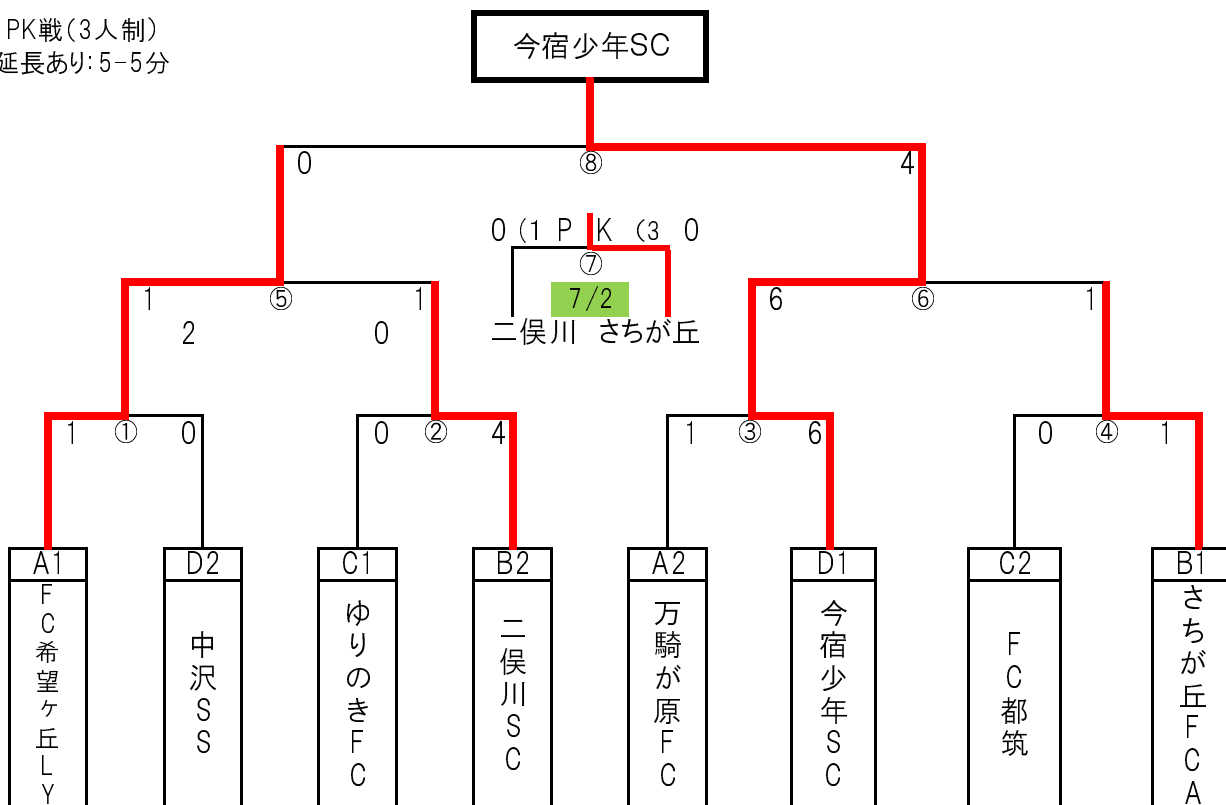 PK戦(3人制)
延長あり:5-5分
今宿少年SC
0 ⑧ 4
0 (1 P K (3 0
⑦
7/2
二俣川 さちが丘
1 ⑤ 1
2 0
6 ⑥ 1
1 ① 0
0 ② 4
1 ③ 6
0 ④ 1
A1
FC希望ヶ丘LY
D2
中沢SS
C1
ゆりのきFC
B2
二俣川SC
A2
万騎が原FC
D1
今宿少年SC
C2
FC都筑
B1
さちが丘FCA